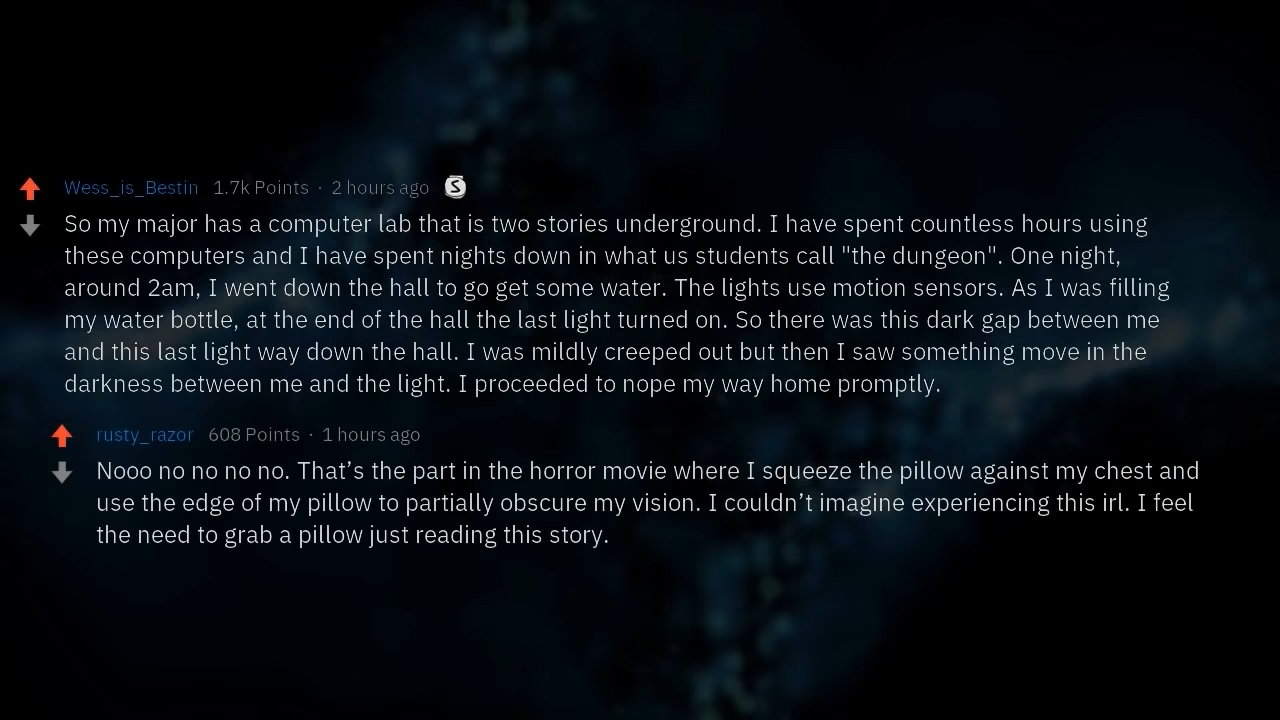 Wess_is_Bestin 1.7k Points · 2 hours ago S
So my major has a computer lab that is two stories underground. I have spent countless hours using
these computers and I have spent nights down in what us students call "the dungeon". One night,
around 2am, I went down the hall to go get some water. The lights use motion sensors. As I was filling
my water bottle, at the end of the hall the last light turned on. So there was this dark gap between me
and this last light way down the hall. I was mildly creeped out but then I saw something move in the
darkness between me and the light. I proceeded to nope my way home promptly.
rusty_razor 608 Points · 1 hours ago
Nooo no no no no. That’s the part in the horror movie where I squeeze the pillow against my chest and
use the edge of my pillow to partially obscure my vision. I couldn’t imagine experiencing this irl. I feel
the need to grab a pillow just reading this story.